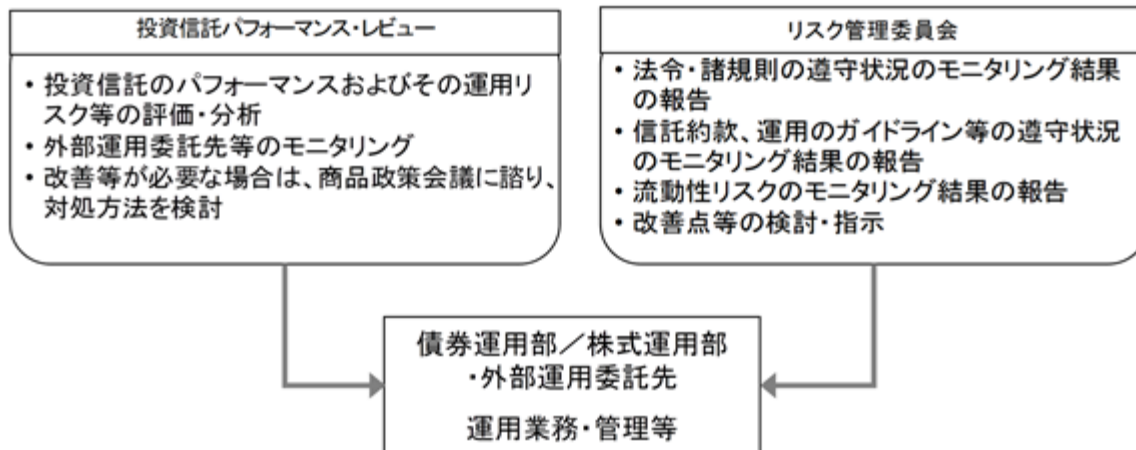 投資信託パフォーマンス・レビュー
・投資信託のパフォーマンスおよびその運用リ
スク等の評価・分析
・外部運用委託先等のモニタリング
・改善等が必要な場合は、商品政策会議に諮り、
対処方法を検討
リスク管理委員会
・法令・諸規則の遵守状況のモニタリング結果
の報告
・信託約款、運用のガイドライン等の遵守状況
のモニタリング結果の報告
・流動性リスクのモニタリング結果の報告
・改善点等の検討・指示
債券運用部／株式運用部
・外部運用委託先
運用業務・管理等